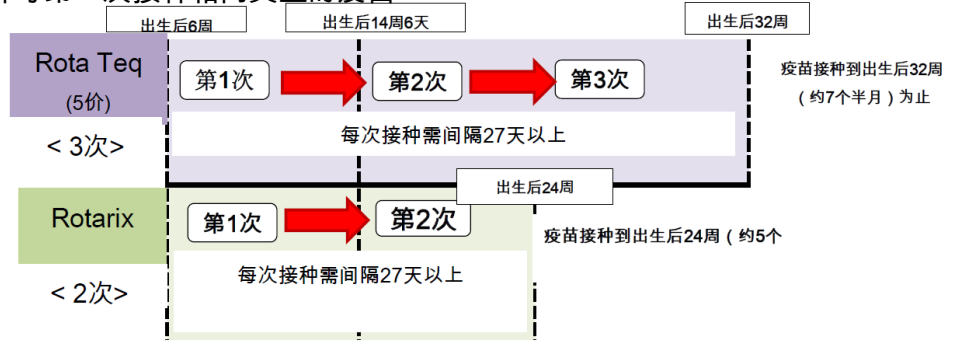 出生后6周
出生后14周6天
出生后32周
Rota Teq
(5价)
< 3次>
第1次
第2次
第3次
每次接种需间隔27天以上
疫苗接种到出生后32周
（约7个半月）为止
出生后24周
Rotarix
< 2次>
第1次
第2次
每次接种需间隔27天以上
疫苗接种到出生后24周（约5个